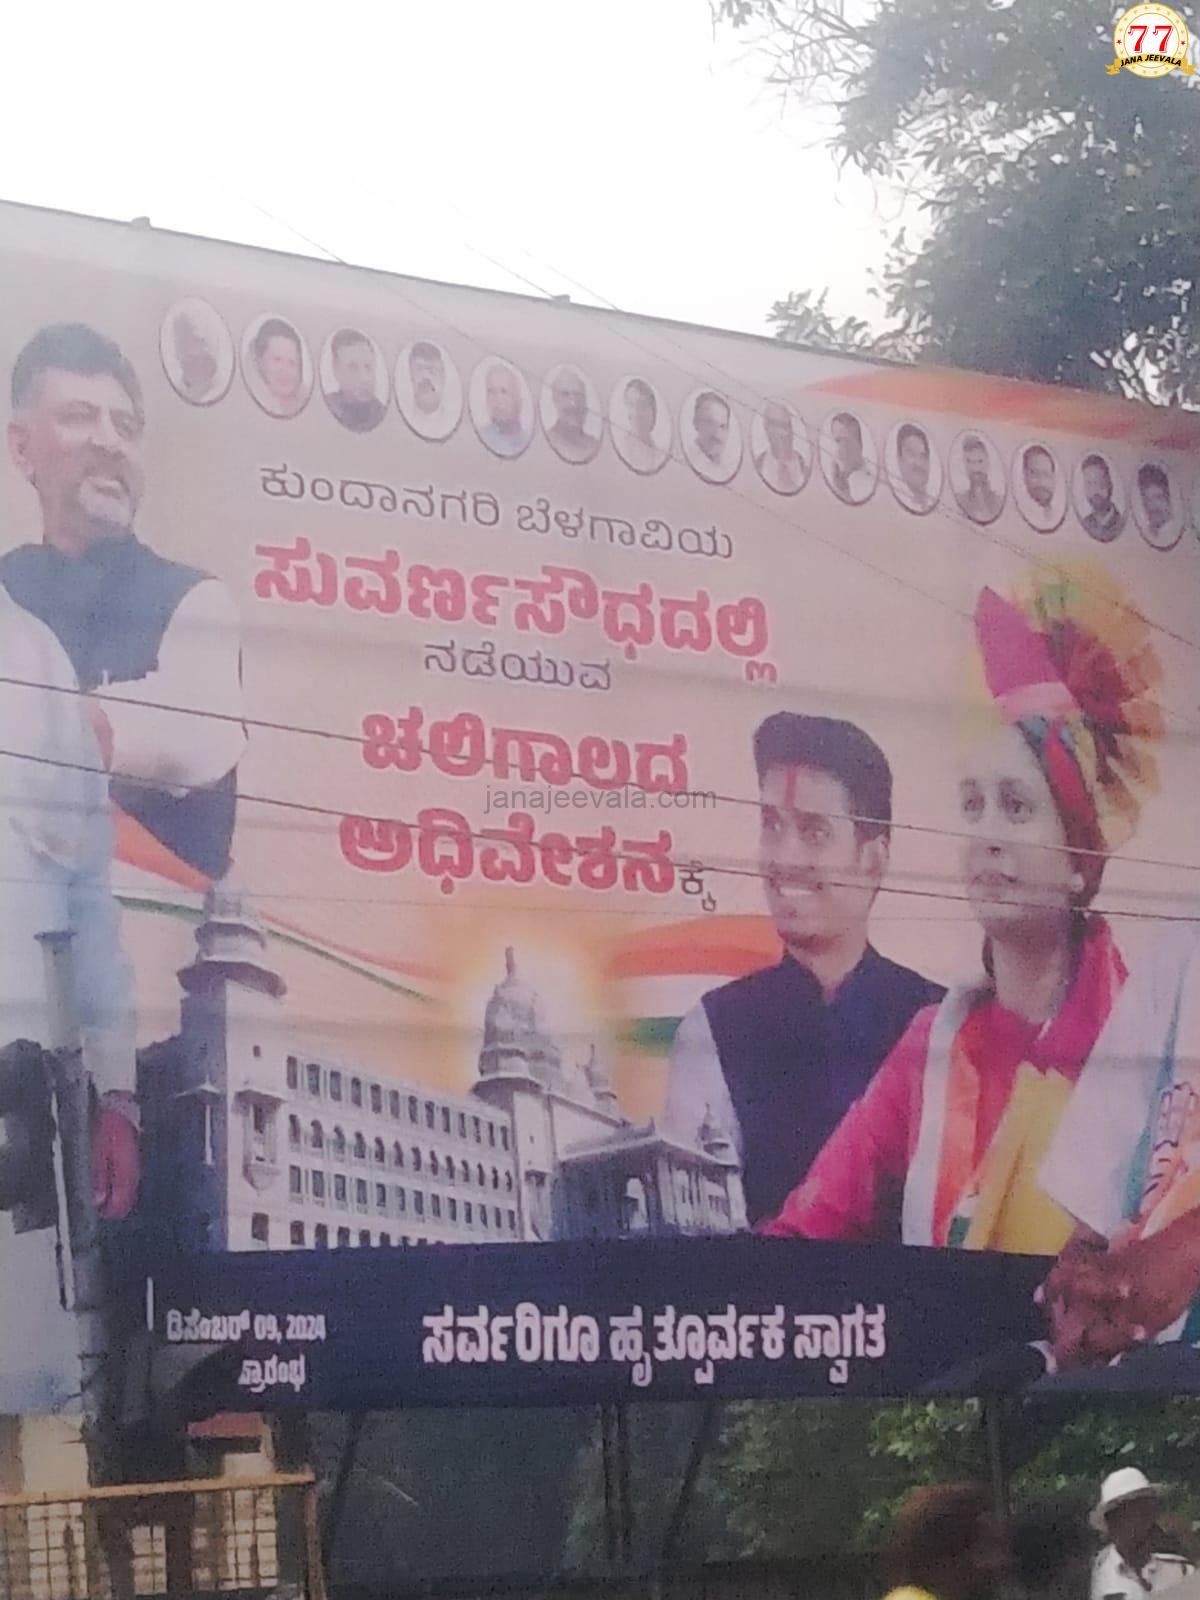 77
JANA JEEVALA
ಕುಂದಾನಗರಿ ಬೆಳಗಾವಿಯ
ಸುವರ್ಣಸೌಧದಲ್ಲಿ
ನಡೆಯುವ
ಚಳಿಗಾಲದ
janajeevala.com
ಅಧಿವೇಶನಕ್ಕೆ
ಡಿಸೆಂಬರ್ 09, 2024
ಪ್ರಾರಂಭ
ಸರ್ವರಿಗೂ ಹೃತ್ಪೂರ್ವಕ ಸ್ವಾಗತ